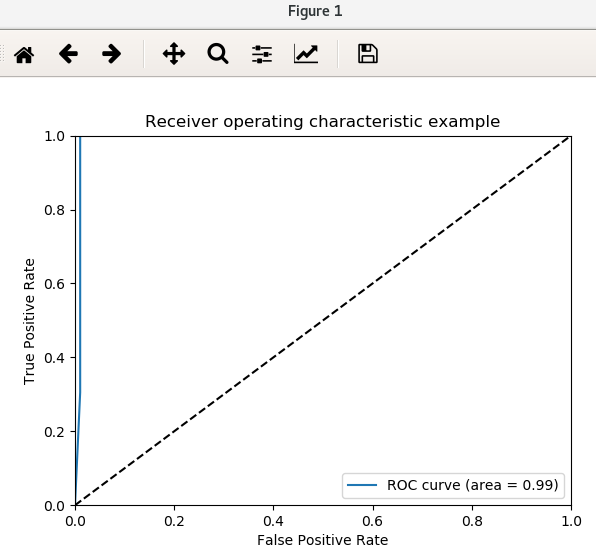 Figure 1
Receiver operating characteristic example
1.0
0.8
0.6
0.4
0.2
0.0
True Positive Rate
ROC curve (area = 0.99)
0.0 0.2 0.4 0.6 0.8 1.0
False Positive Rate